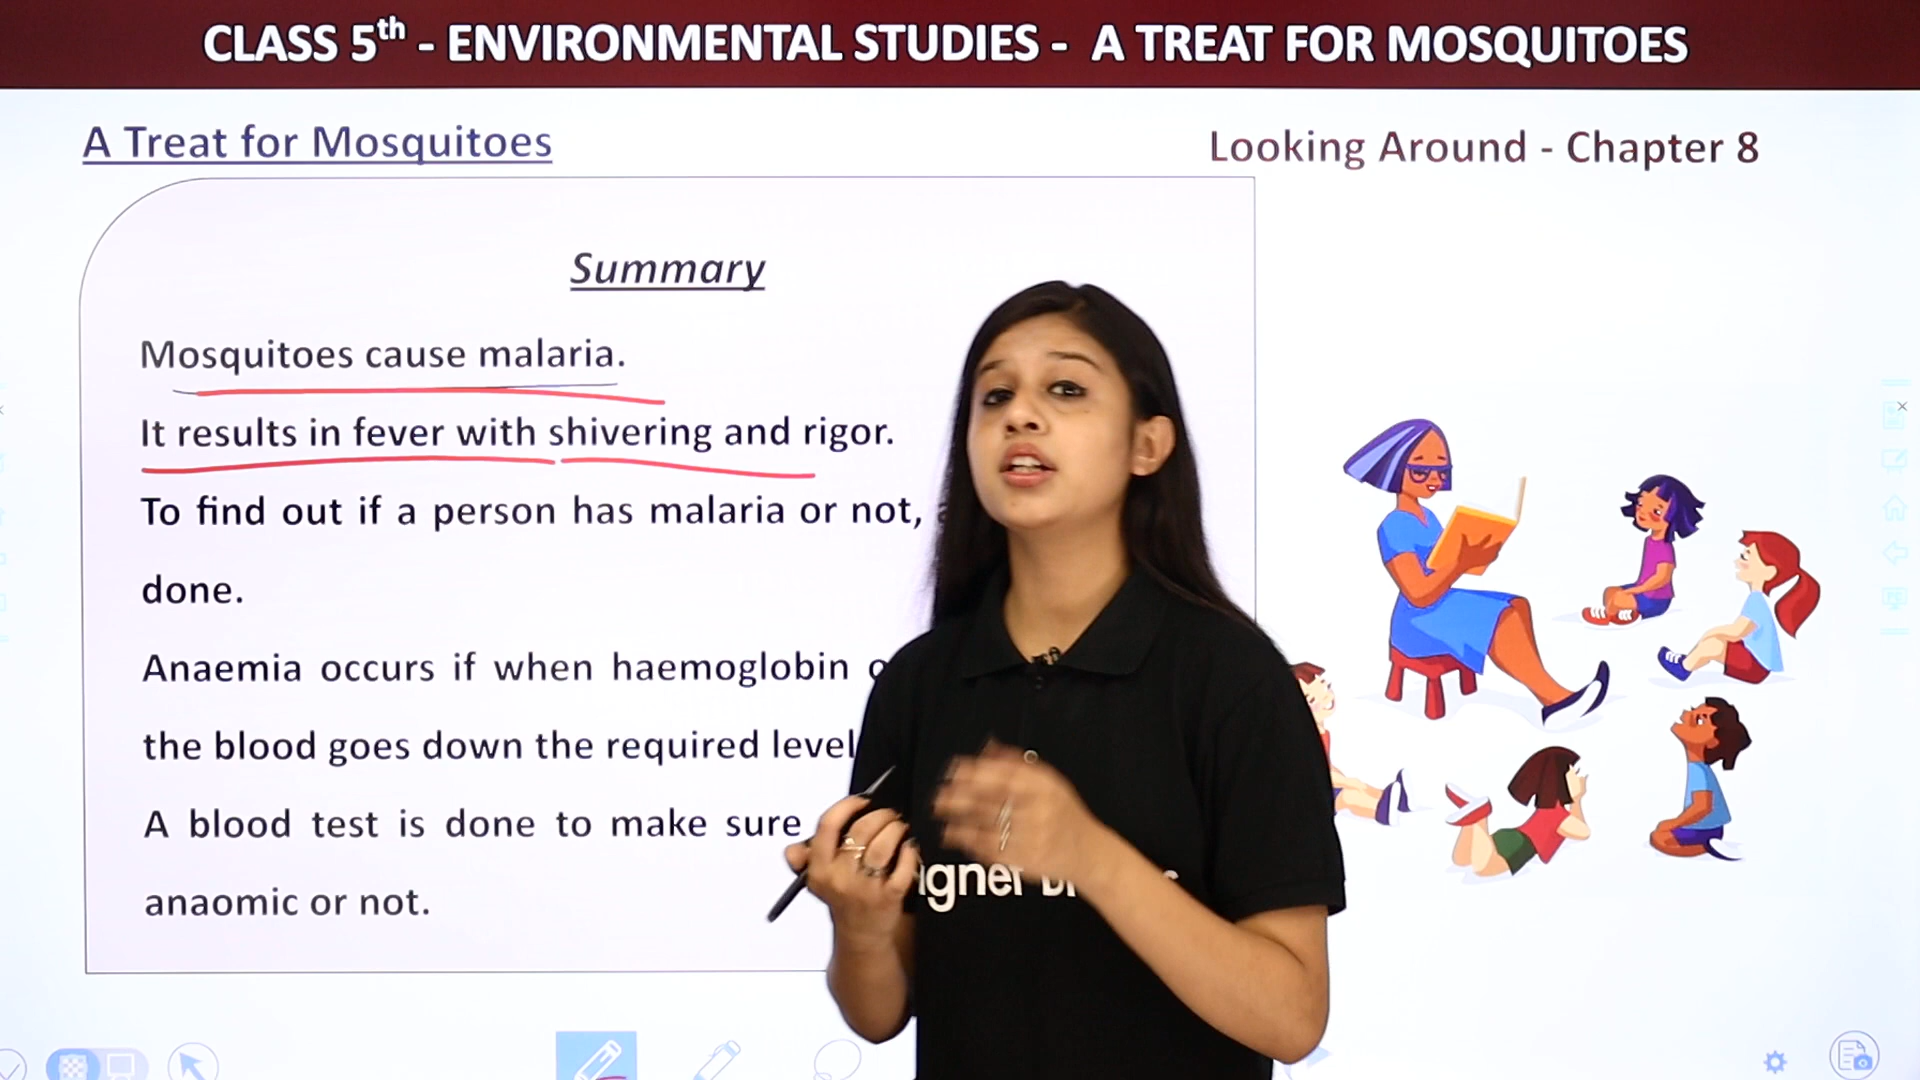 CLASS 5th - ENVIRONMENTAL STUDIES - A TREAT FOR MOSQUITOES
A Treat for Mosquitoes
Looking Around - Chapter 8
Summary
Mosquitoes cause malaria.
It results in fever with shivering and rigor.
To find out if a person has malaria or not,
done.
Anaemia occurs if when haemoglobin
the blood goes down the required level
A blood test is done to make sure
anaomic or not.